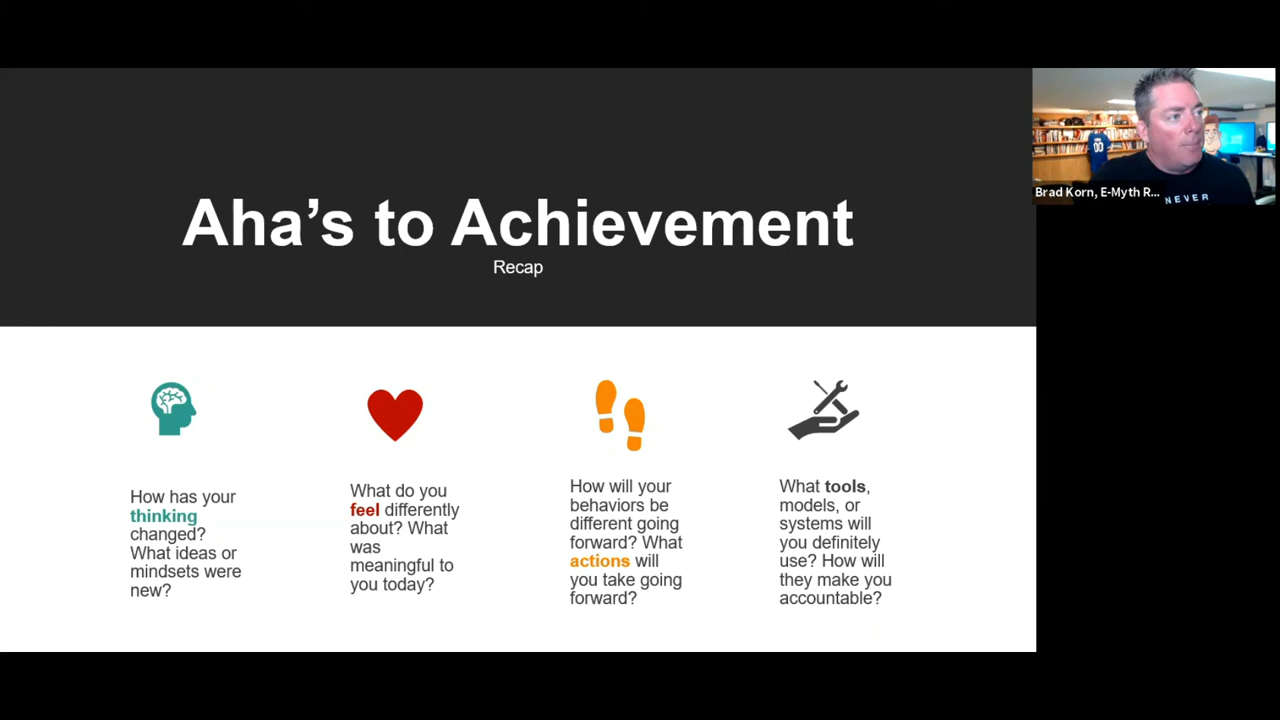 Aha’s to Achievement
Recap
How has your
thinking
changed?
What ideas or
mindsets were
new?
What do you
feel differently
about? What
was
meaningful to
you today?
How will your
behaviors be
different going
forward? What
actions will
you take going
forward?
What tools,
models, or
systems will
you definitely
use? How will
they make you
accountable?
00
Brad Korn, E-Myth R...
NEVER